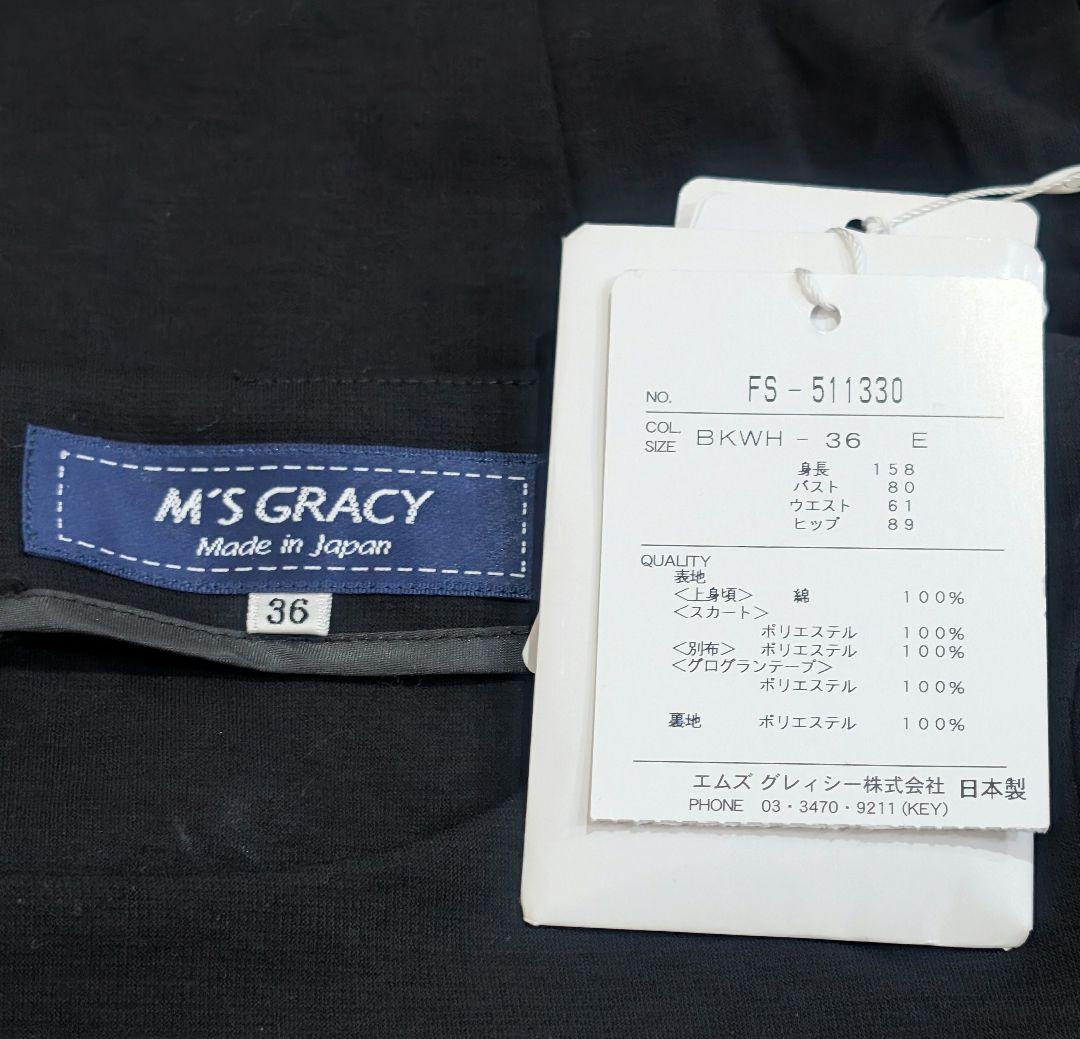 M'S GRACY
Made in Japan
36
NO. FS-511330
COL.
SIZE BKWH - 36 E
身長 158
バスト 80
ウエスト 61
ヒップ 89
QUALITY
表地
<上身頃> 綿 100%
<スカート>
ポリエステル 100%
<別布> ポリエステル 100%
<グログランテープ>
ポリエステル 100%
裏地 ポリエステル 100%
エムズ グレィシー株式会社 日本製
PHONE 03・3470・9211(KEY)